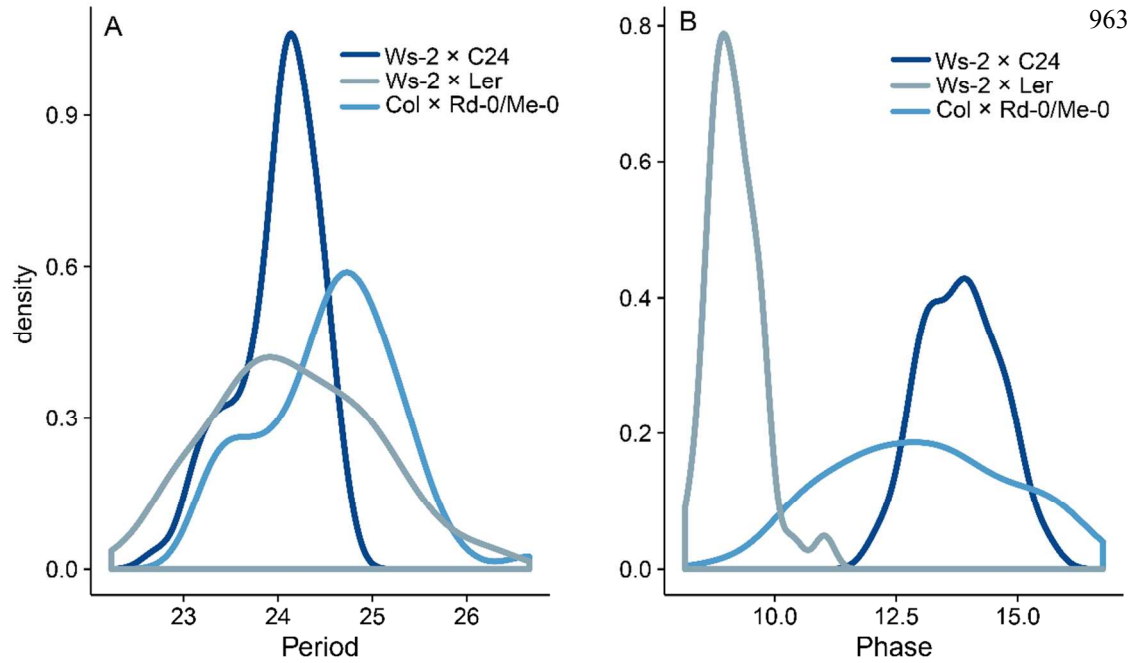 A
Ws-2 × C24
Ws-2 × Ler
Col × Rd-0/Me-0
density
0.9
0.6
0.3
0.0
23 24 25 26
Period
963
B
Ws-2 × C24
Ws-2 × Ler
Col × Rd-0/Me-0
0.8
0.6
0.4
0.2
0.0
10.0 12.5 15.0
Phase